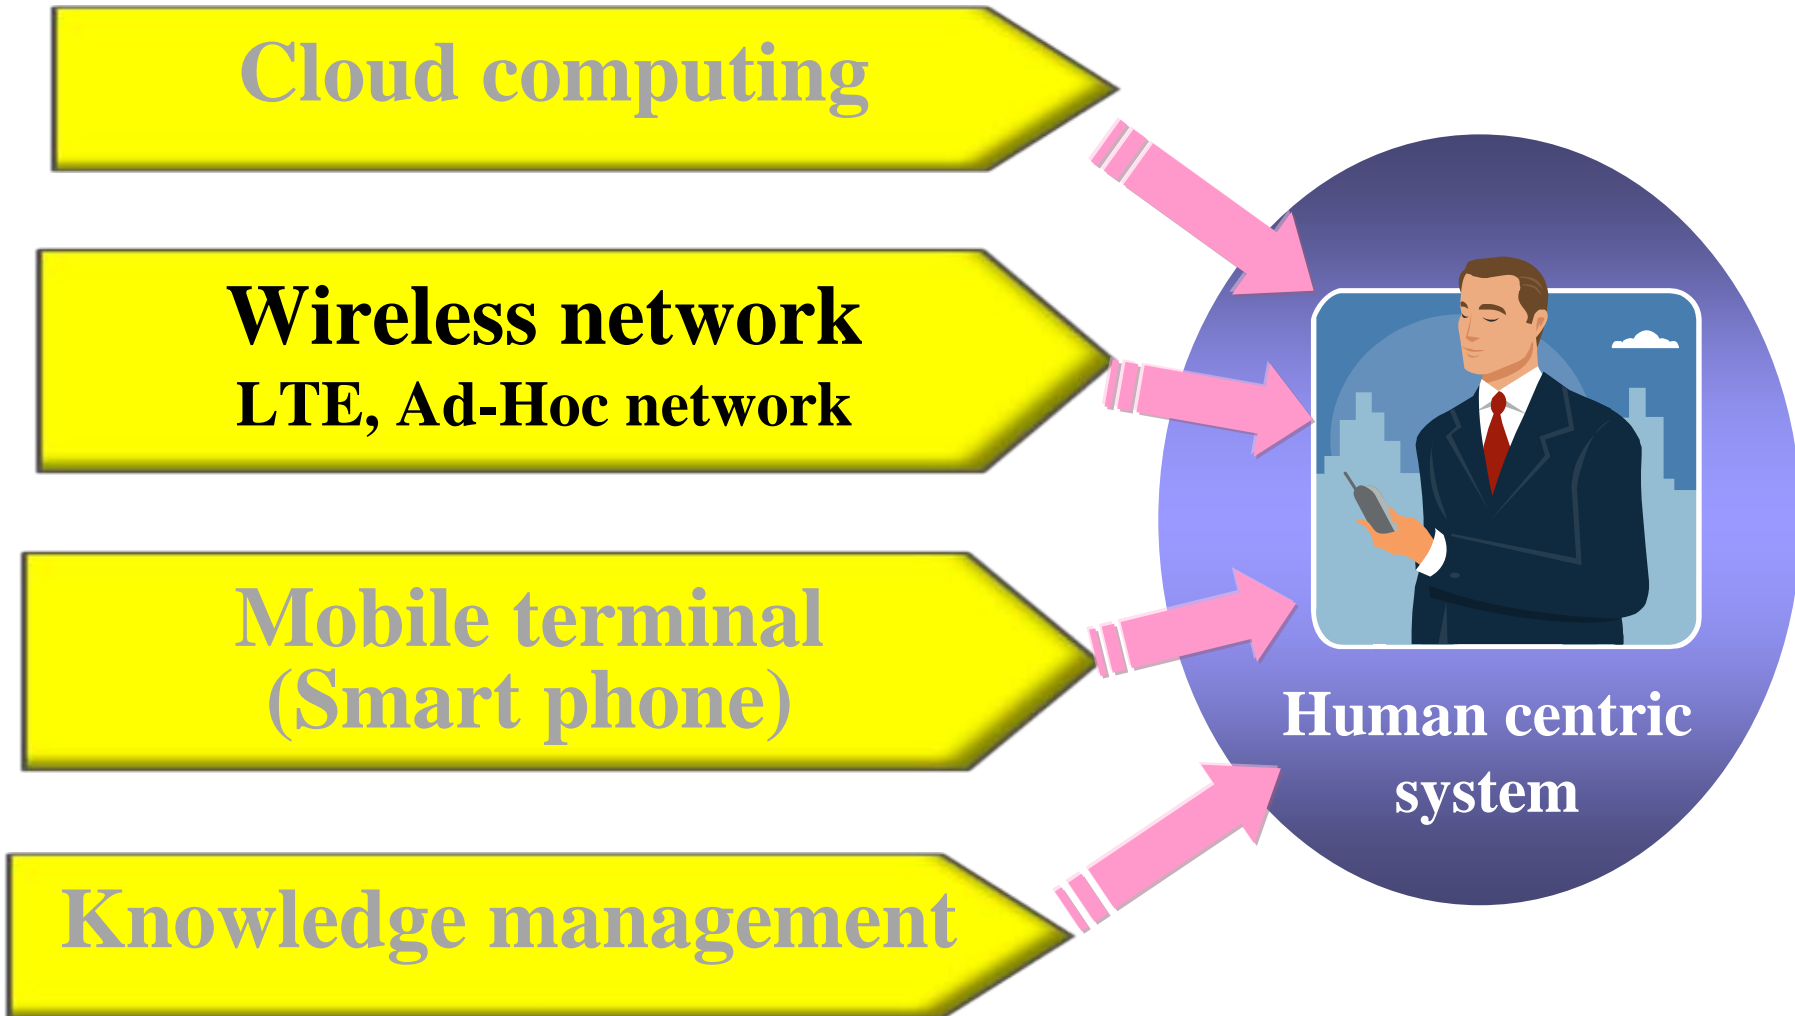 Cloud computing
Wireless network
LTE, Ad-Hoc network
Mobile terminal
(Smart phone)
Knowledge management
Human centric
system